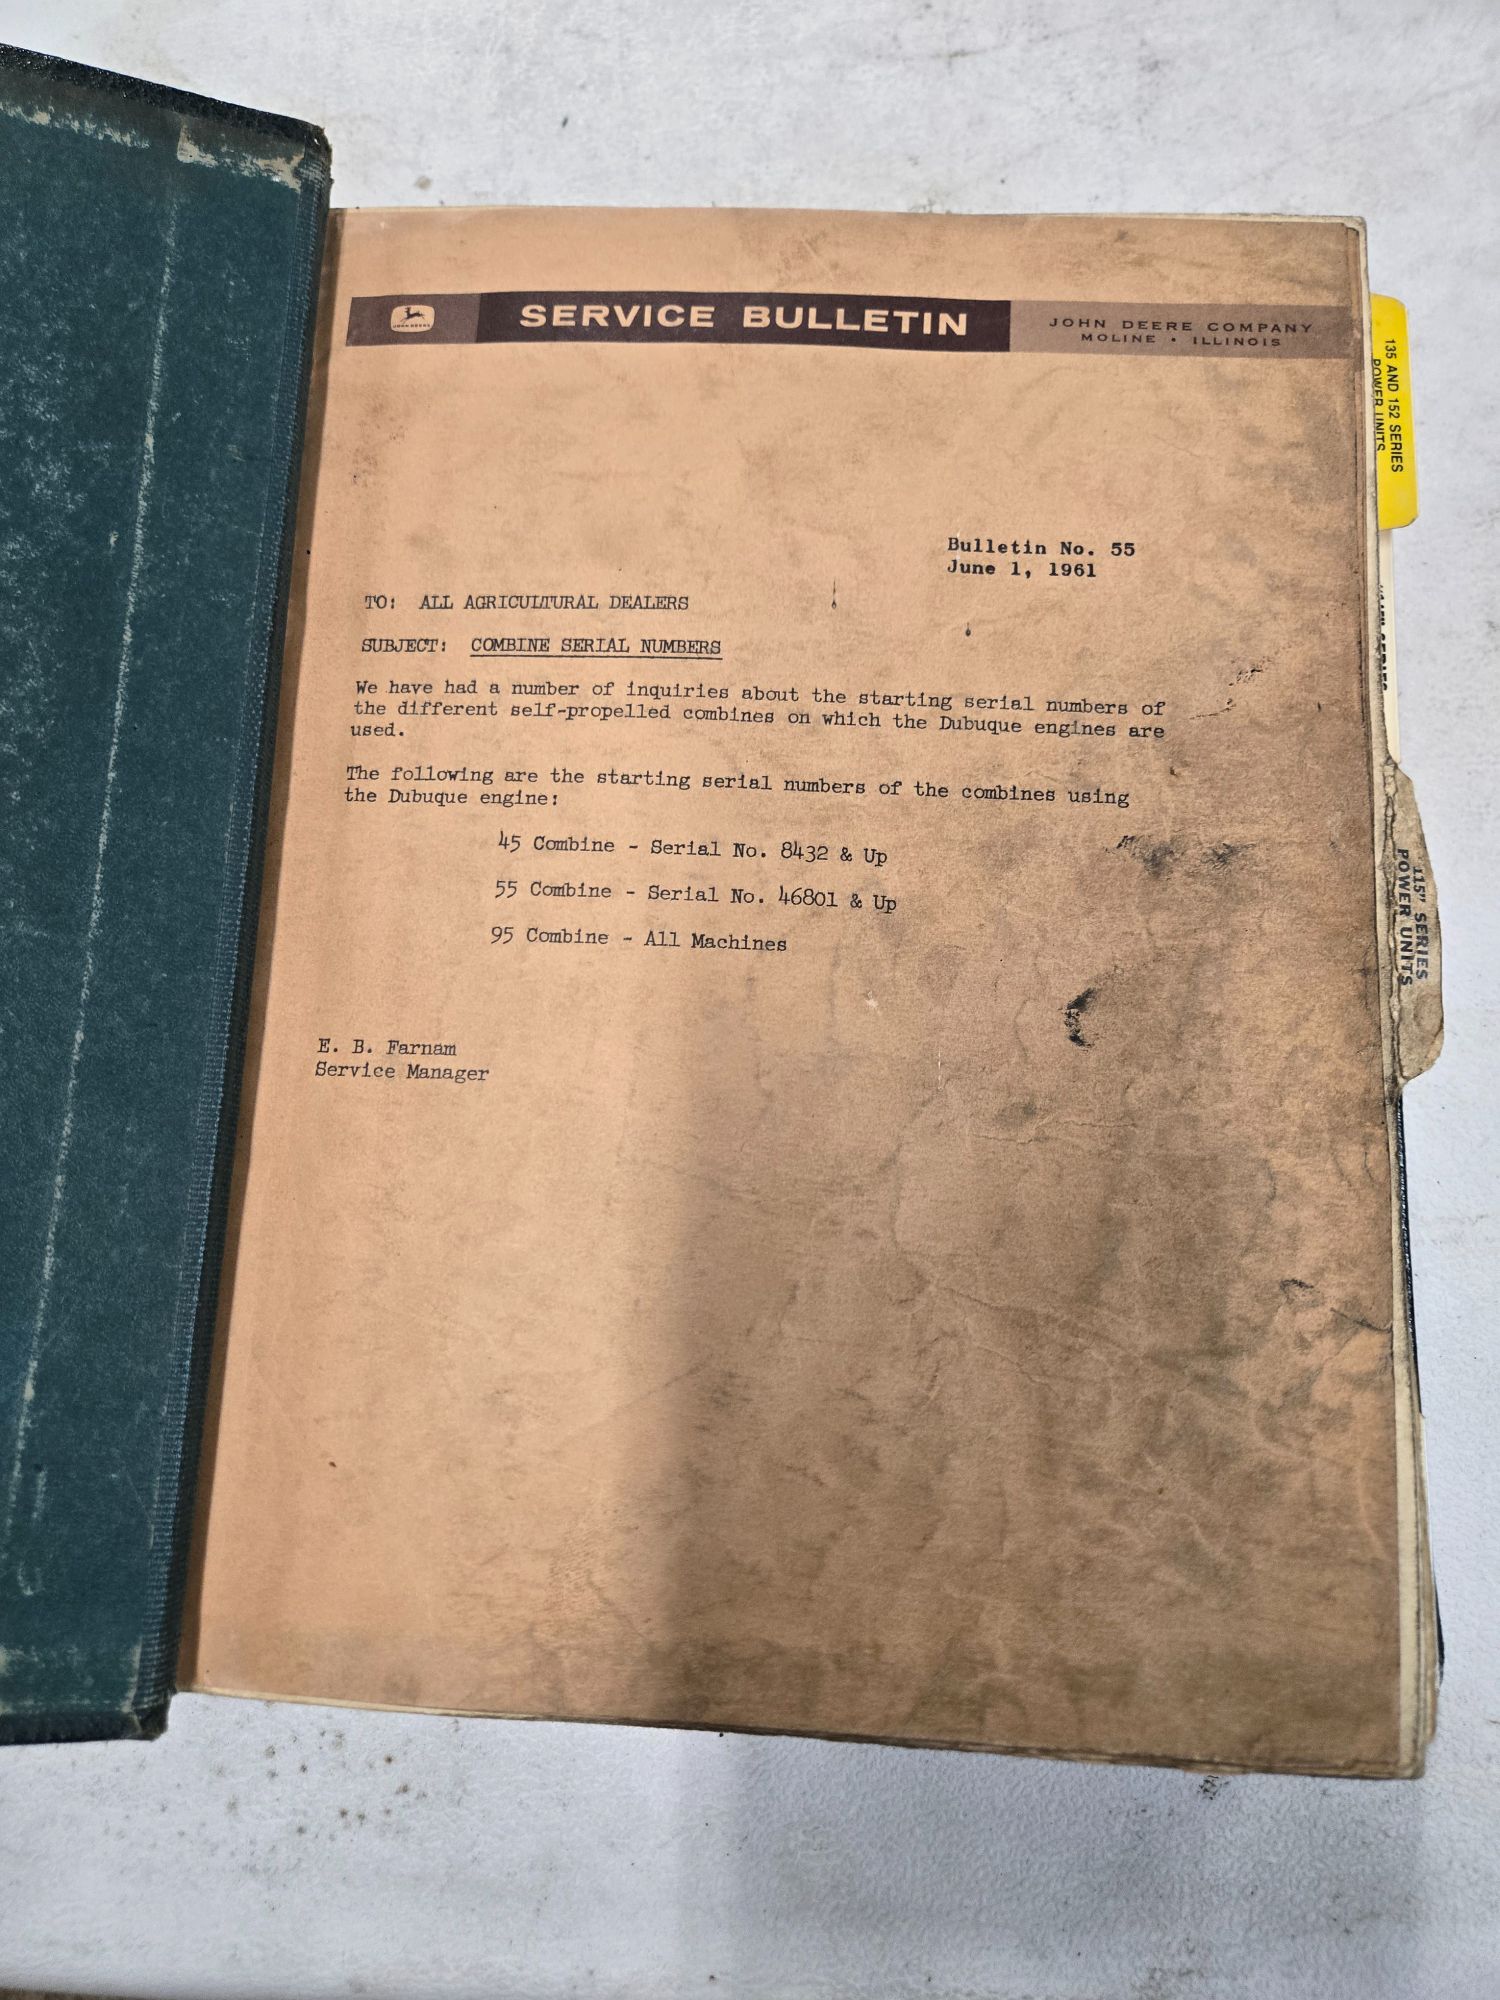 JOHN DEERE
SERVICE BULLETIN
JOHN DEERE COMPANY
MOLINE • ILLINOIS
Bulletin No. 55
June 1, 1961
TO: ALL AGRICULTURAL DEALERS
SUBJECT: COMBINE SERIAL NUMBERS
We have had a number of inquiries about the starting serial numbers of
the different self-propelled combines on which the Dubuque engines are
used.
The following are the starting serial numbers of the combines using
the Dubuque engine:
45 Combine - Serial No. 8432 & Up
55 Combine - Serial No. 46801 & Up
95 Combine - All Machines
E. B. Farnam
Service Manager
135 AND 152 SERIES
POWER UNITS
115" SERIES
POWER UNITS